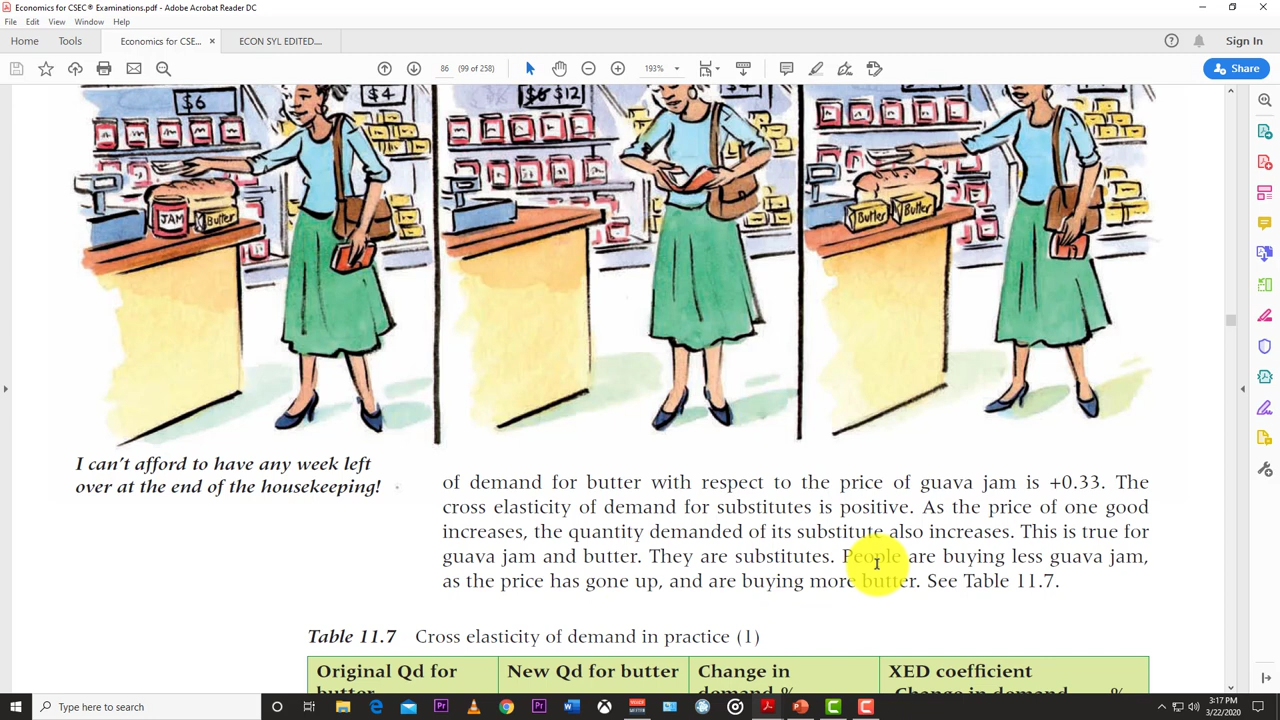 Economics for CSEC® Examinations.pdf - Adobe Acrobat Reader DC
File Edit View Window Help
Home Tools Economics for CSE... × ECON SYL EDITED.... Sign In
86 (99 of 258) 193% Share
$6 $4 $6 $12
JAM Butter Butter Butter
I can't afford to have any week left
over at the end of the housekeeping!
of demand for butter with respect to the price of guava jam is +0.33. The
cross elasticity of demand for substitutes is positive. As the price of one good
increases, the quantity demanded of its substitute also increases. This is true for
guava jam and butter. They are substitutes. People are buying less guava jam,
as the price has gone up, and are buying more butter. See Table 11.7.
Table 11.7 Cross elasticity of demand in practice (1)
Original Qd for New Qd for butter Change in XED coefficient
butter demand % Change in demand %
Type here to search
3:17 PM
3/22/2020